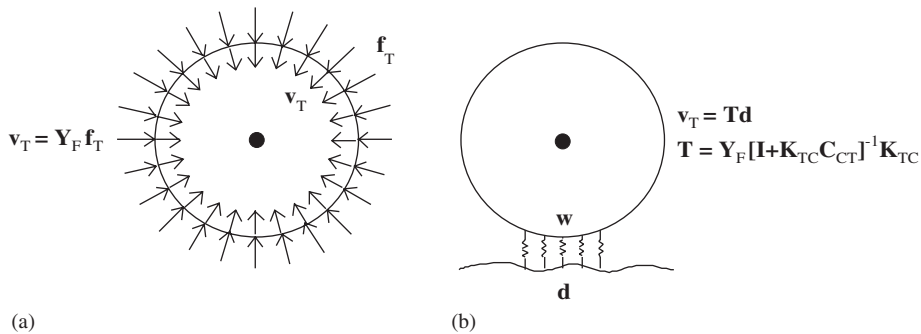 f_T
v_T
v_T = Y_F f_T
(a)
v_T = Td
T = Y_F [I+K_TC C_CT]^-1 K_TC
w
d
(b)